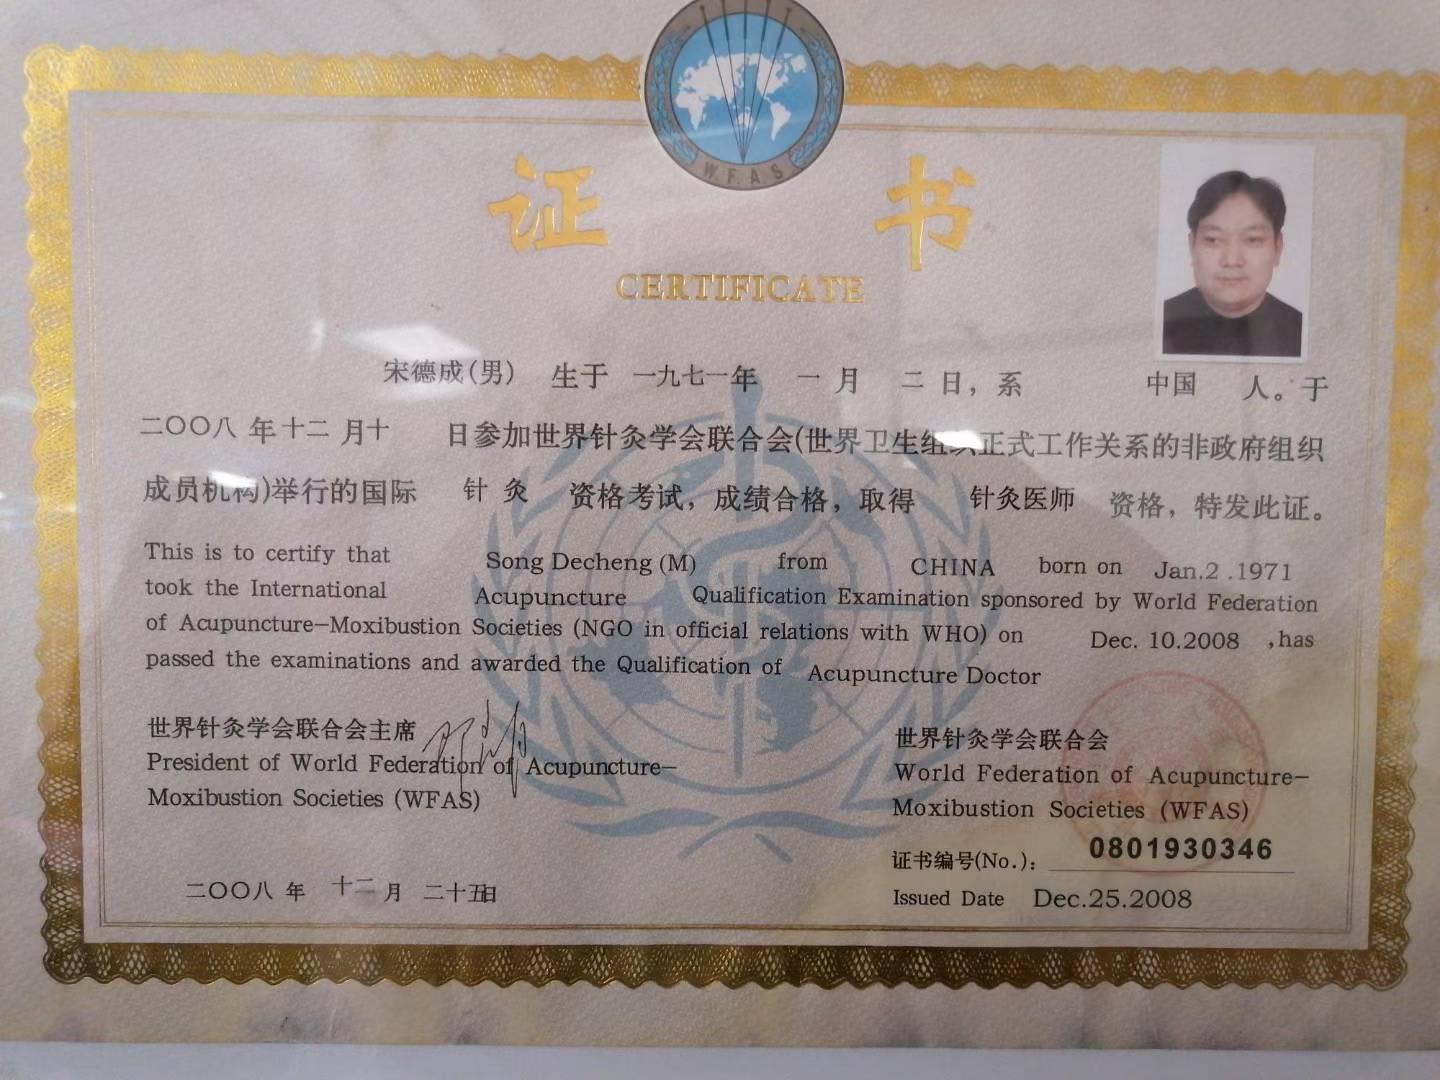 W.F.A.S
证 书
CERTIFICATE
宋德成(男) 生于 一九七一年 一 月 二 日，系 中国 人。于
二〇〇八 年 十二 月十 日参加世界针灸学会联合会(世界卫生组织正式工作关系的非政府组织
成员机构)举行的国际 针 灸 资格考试，成绩合格，取得 针灸医师 资格，特发此证。
This is to certify that Song Decheng (M) from CHINA born on Jan.2 .1971
took the International Acupuncture Qualification Examination sponsored by World Federation
of Acupuncture-Moxibustion Societies (NGO in official relations with WHO) on Dec. 10.2008 ,has
passed the examinations and awarded the Qualification of Acupuncture Doctor
世界针灸学会联合会主席
President of World Federation of Acupuncture-
Moxibustion Societies (WFAS)
二〇〇八 年 十二 月 二十五日
世界针灸学会联合会
World Federation of Acupuncture-
Moxibustion Societies (WFAS)
证书编号(No.)： 0801930346
Issued Date Dec.25.2008